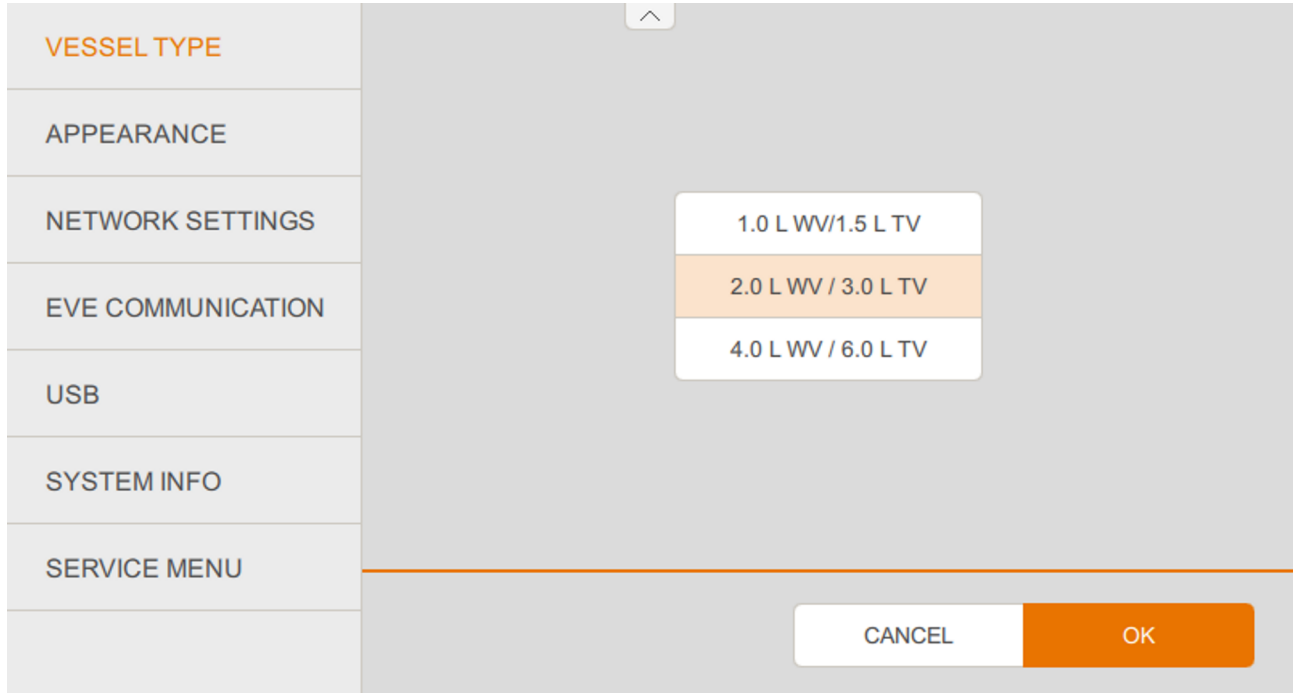 VESSEL TYPE
APPEARANCE
NETWORK SETTINGS
EVE COMMUNICATION
USB
SYSTEM INFO
SERVICE MENU
1.0 L WV/1.5 L TV
2.0 L WV / 3.0 L TV
4.0 L WV / 6.0 L TV
CANCEL
OK